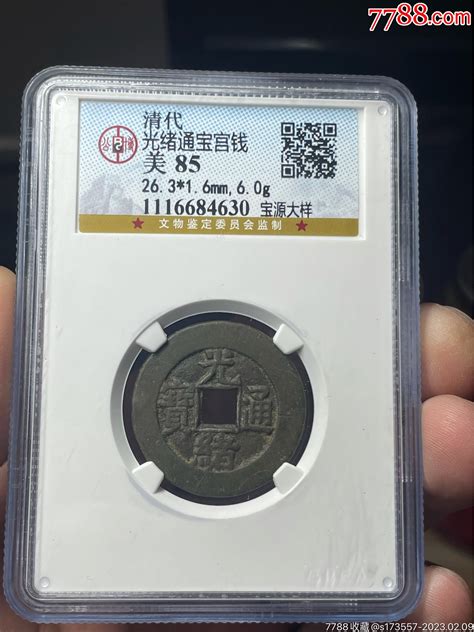 7788.com
清代
光绪通宝宫钱
美 85
26.3*1.6mm,6.0g
1116684630 宝源大样
★ 文物鉴定委员会监制 ★
公博
光
寶 通
緒
7788收藏@s173557-2023.02.09